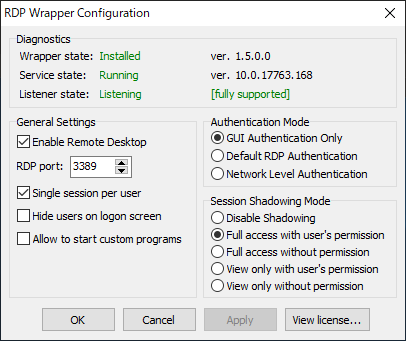 RDP Wrapper Configuration
Diagnostics
Wrapper state: Installed ver. 1.5.0.0
Service state: Running ver. 10.0.17763.168
Listener state: Listening [fully supported]
General Settings
Enable Remote Desktop
RDP port: 3389
Single session per user
Hide users on logon screen
Allow to start custom programs
Authentication Mode
GUI Authentication Only
Default RDP Authentication
Network Level Authentication
Session Shadowing Mode
Disable Shadowing
Full access with user's permission
Full access without permission
View only with user's permission
View only without permission
OK Cancel Apply View license...